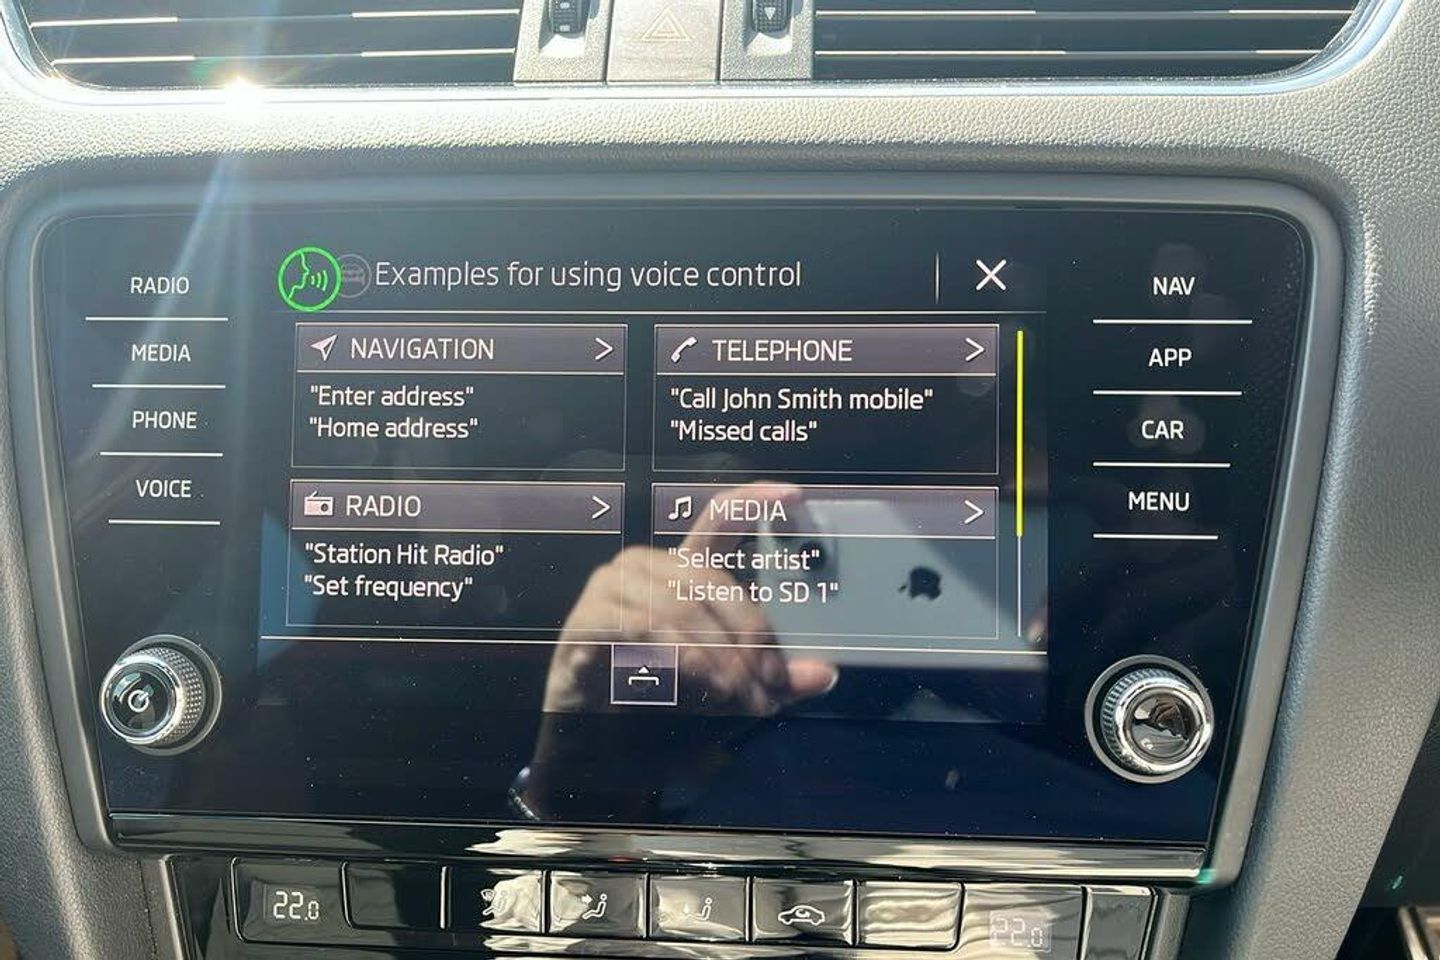 Examples for using voice control
RADIO
MEDIA
PHONE
VOICE
NAVIGATION
"Enter address"
"Home address"
TELEPHONE
"Call John Smith mobile"
"Missed calls"
RADIO
"Station Hit Radio"
"Set frequency"
MEDIA
"Select artist"
"Listen to SD 1"
NAV
APP
CAR
MENU
22.0
22.0